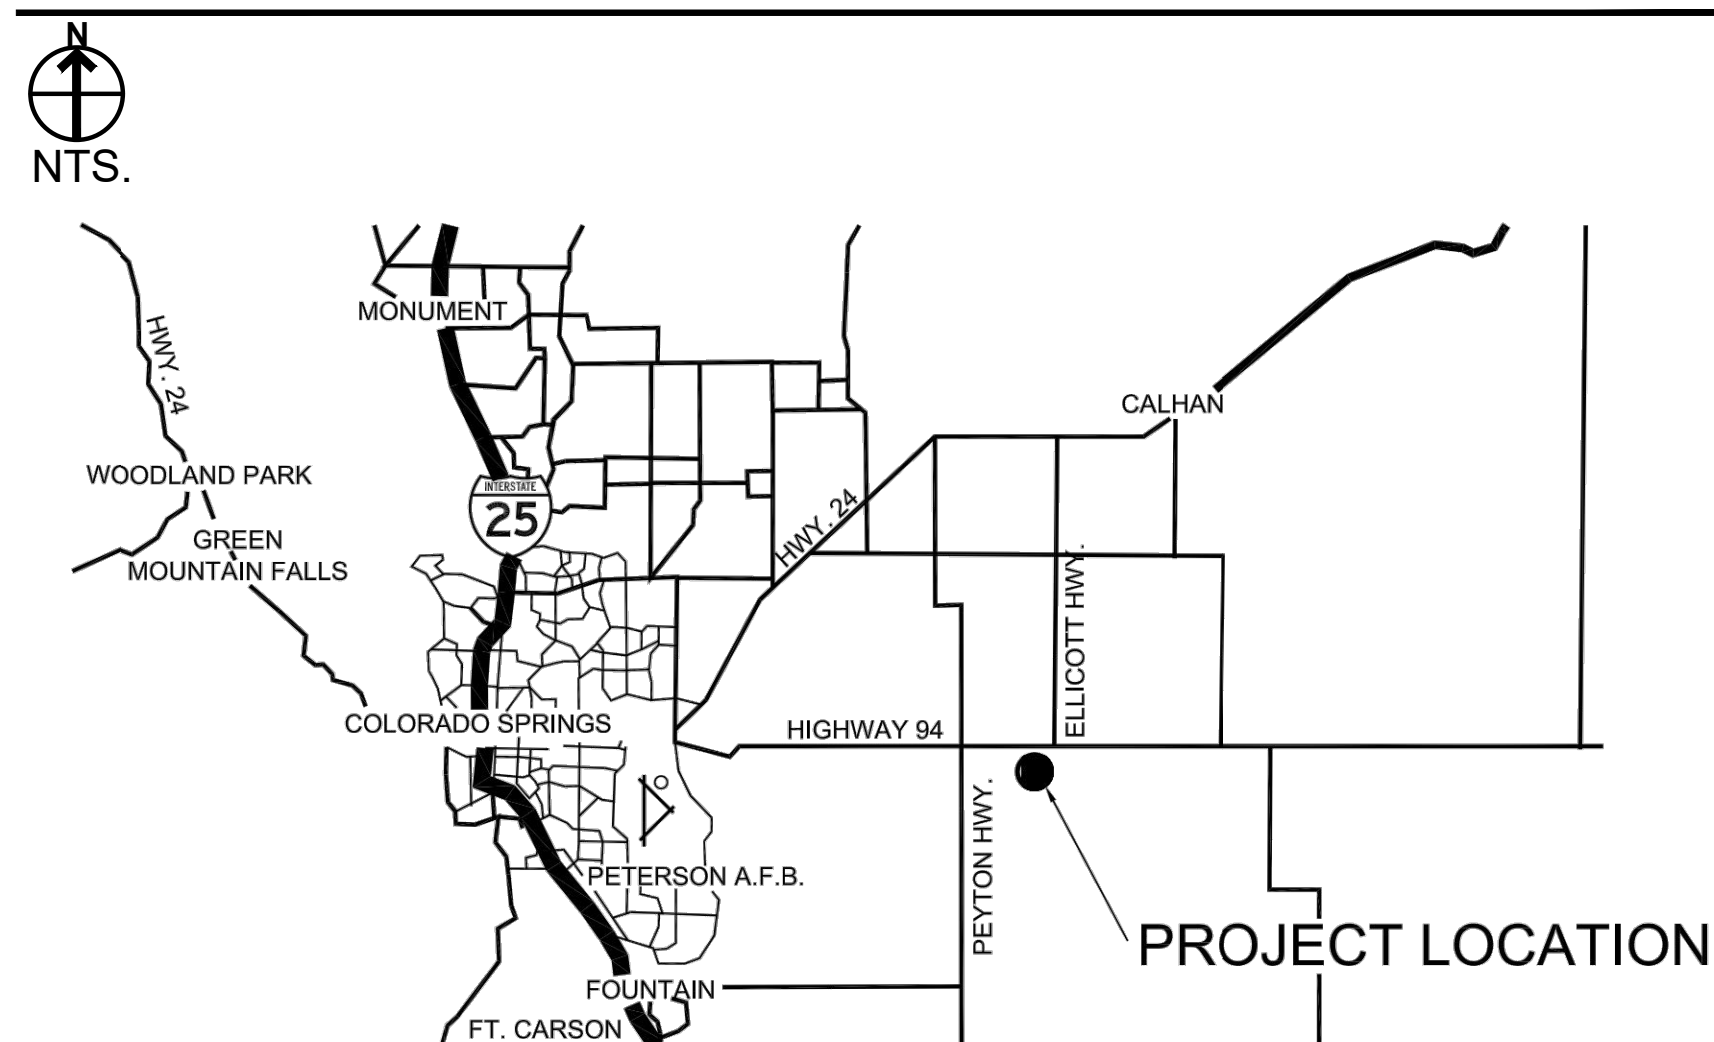 N
NTS.
MONUMENT
HWY. 24
CALHAN
WOODLAND PARK
INTERSTATE
25
HWY. 24
GREEN
MOUNTAIN FALLS
ELLICOTT HWY.
COLORADO SPRINGS
HIGHWAY 94
PEYTON HWY.
PETERSON A.F.B.
PROJECT LOCATION
FOUNTAIN
FT. CARSON